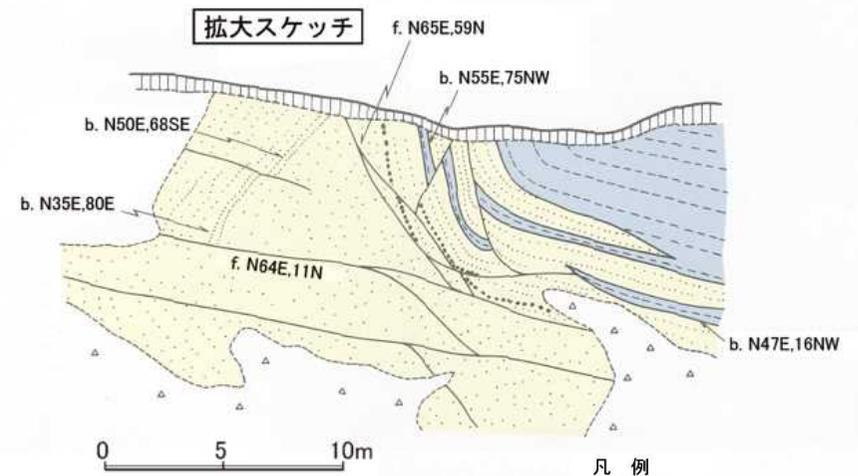 拡大スケッチ
f. N65E,59N
b. N55E,75NW
b. N50E,68SE
b. N35E,80E
f. N64E,11N
b. N47E,16NW
0 5 10m
凡 例